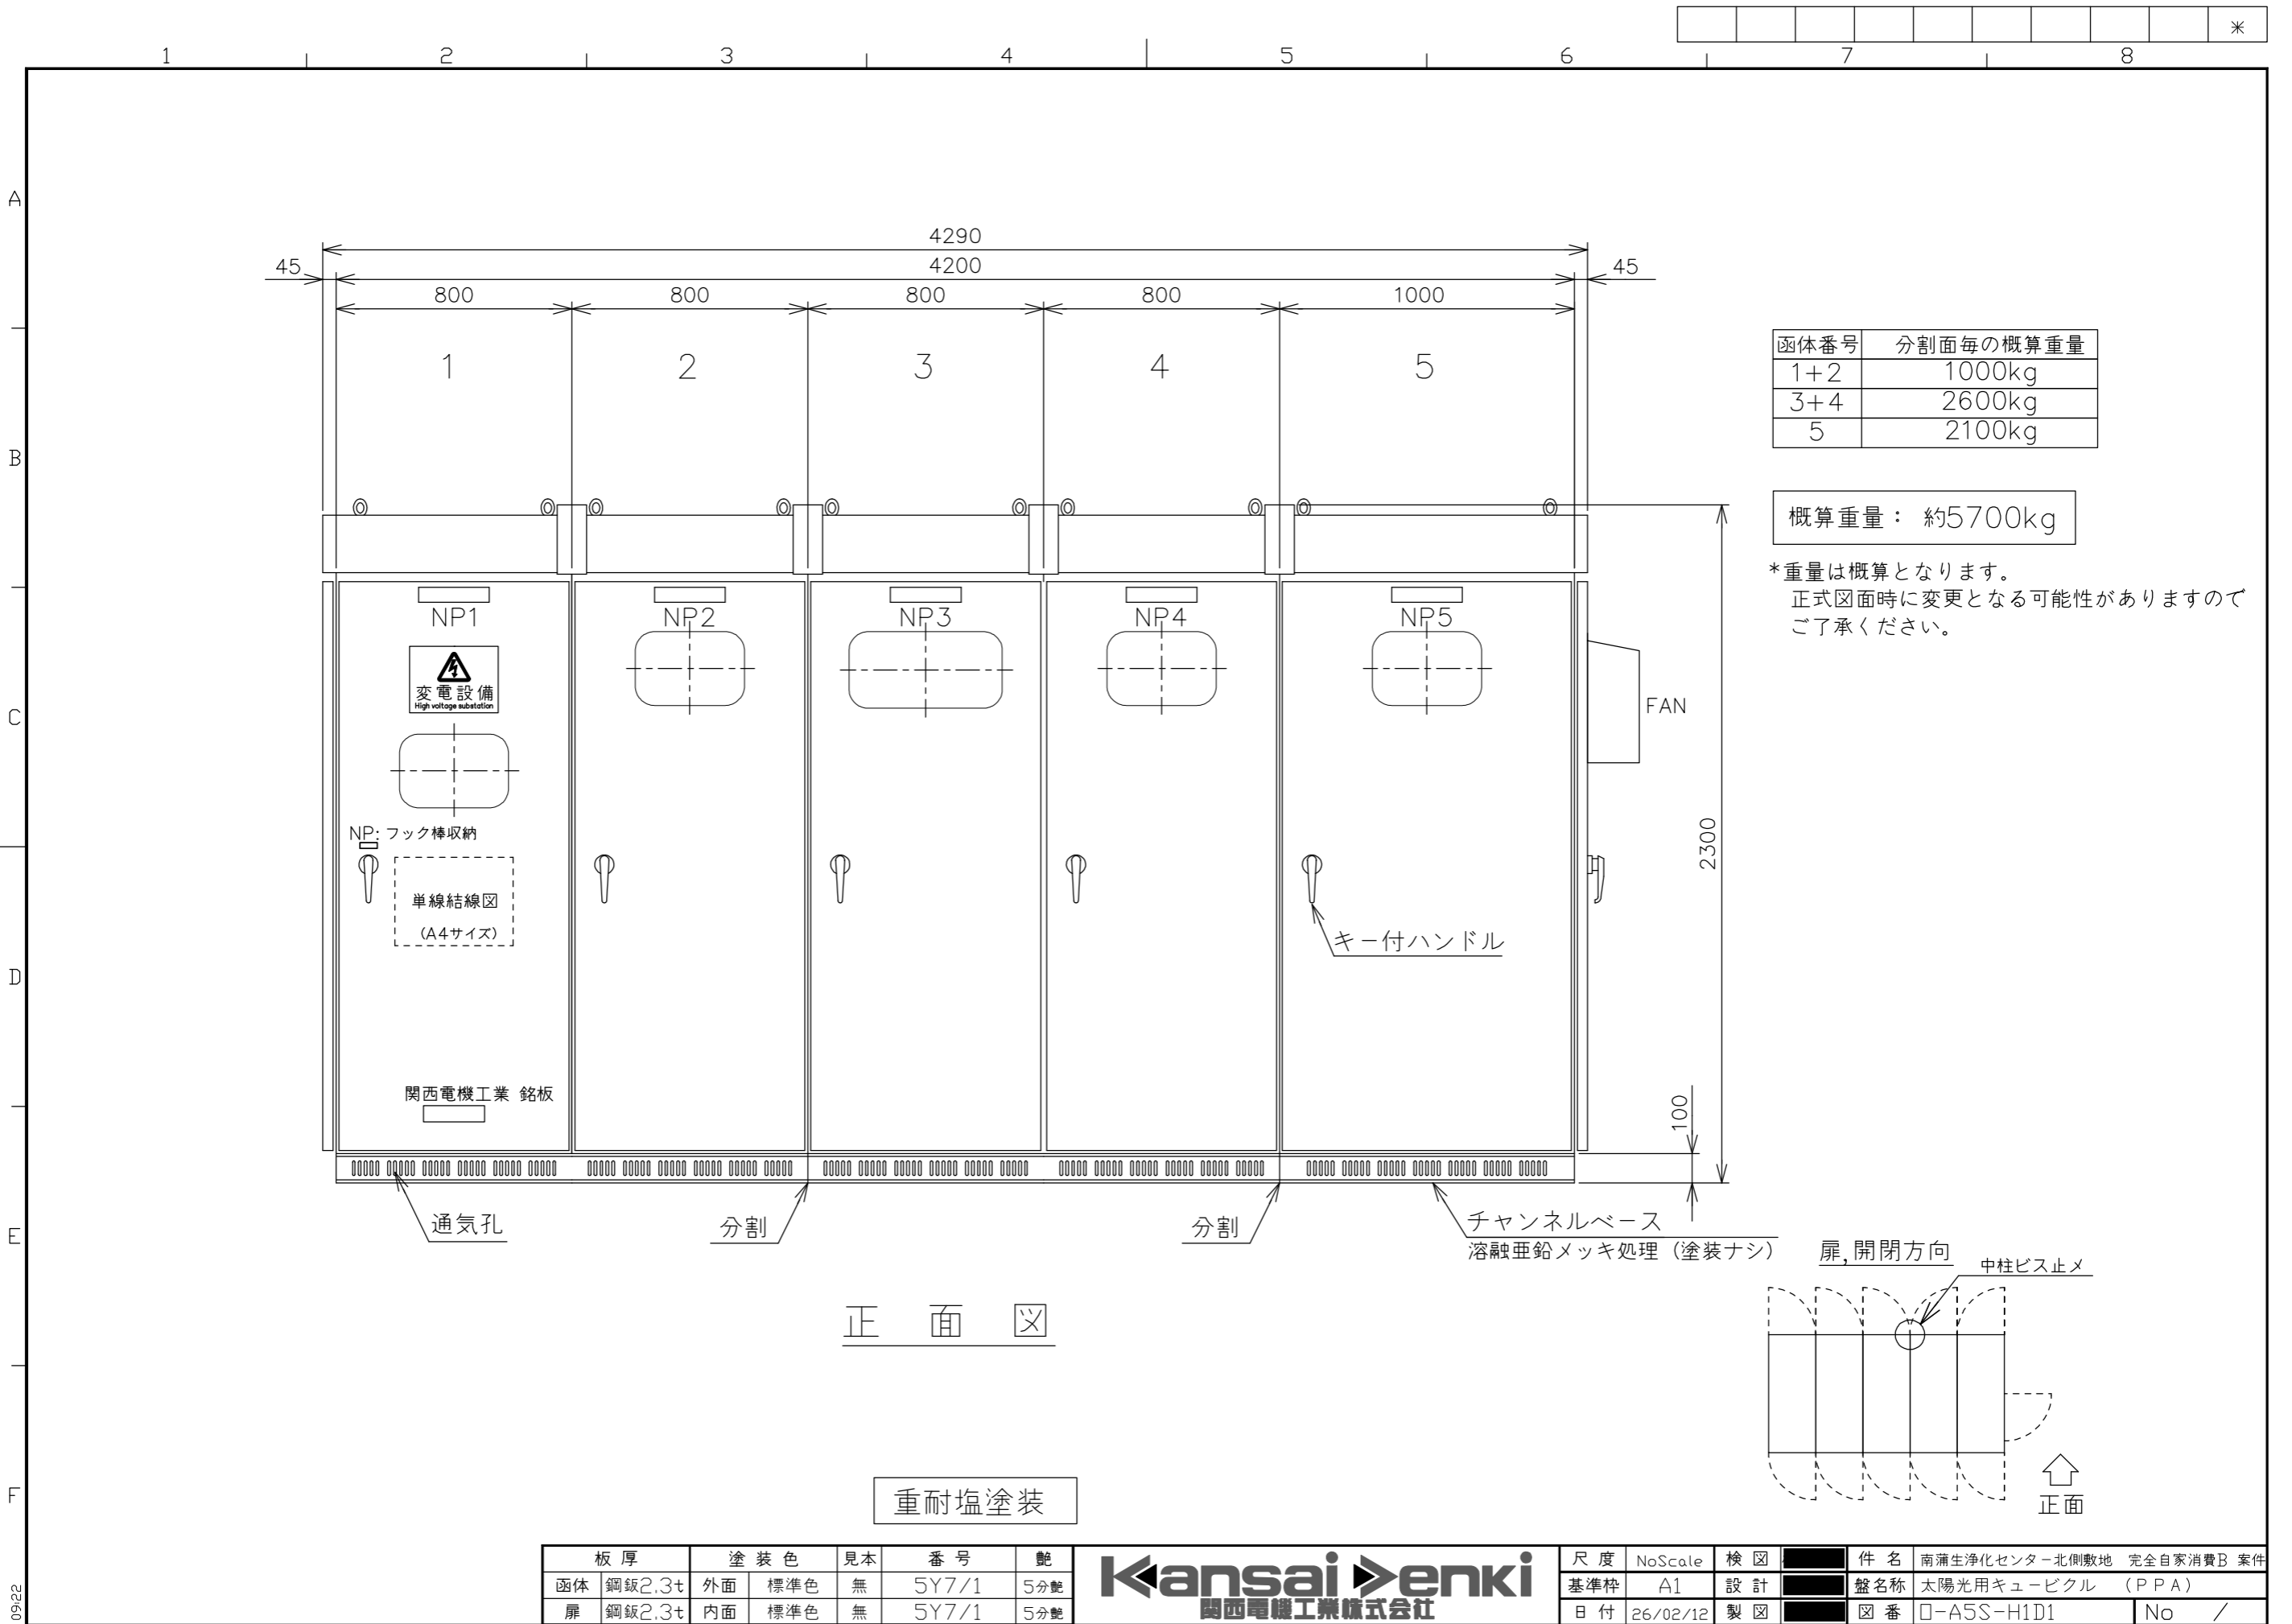 *
1 2 3 4 5 6 7 8
A
B
C
D
E
F
4290
45 4200 45
800 800 800 800 1000
1 2 3 4 5
函体番号 分割面毎の概算重量
1+2 1000kg
3+4 2600kg
5 2100kg
概算重量： 約5700kg
*重量は概算となります。
正式図面時に変更となる可能性がありますので
ご了承ください。
NP1 NP2 NP3 NP4 NP5
変電設備
High voltage substation
FAN
NP: フック棒収納
単線結線図
(A4サイズ)
2300
キー付ハンドル
関西電機工業 銘板
100
通気孔
分割
分割
チャンネルベース
溶融亜鉛メッキ処理 (塗装ナシ)
扉,開閉方向
中柱ビス止メ
正面
正面図
重耐塩塗装
板厚 塗装色 見本 番号 艶
函体 鋼鈑2.3t 外面 標準色 無 5Y7/1 5分艶
扉 鋼鈑2.3t 内面 標準色 無 5Y7/1 5分艶
Kansai Denki
関西電機工業株式会社
尺度 NoScale 検図 件名 南蒲生浄化センター北側敷地 完全自家消費B 案件
基準枠 A1 設計 盤名称 太陽光用キュービクル (PPA)
日付 26/02/12 製図 図番 □-A5S-H1D1 No /
09:22